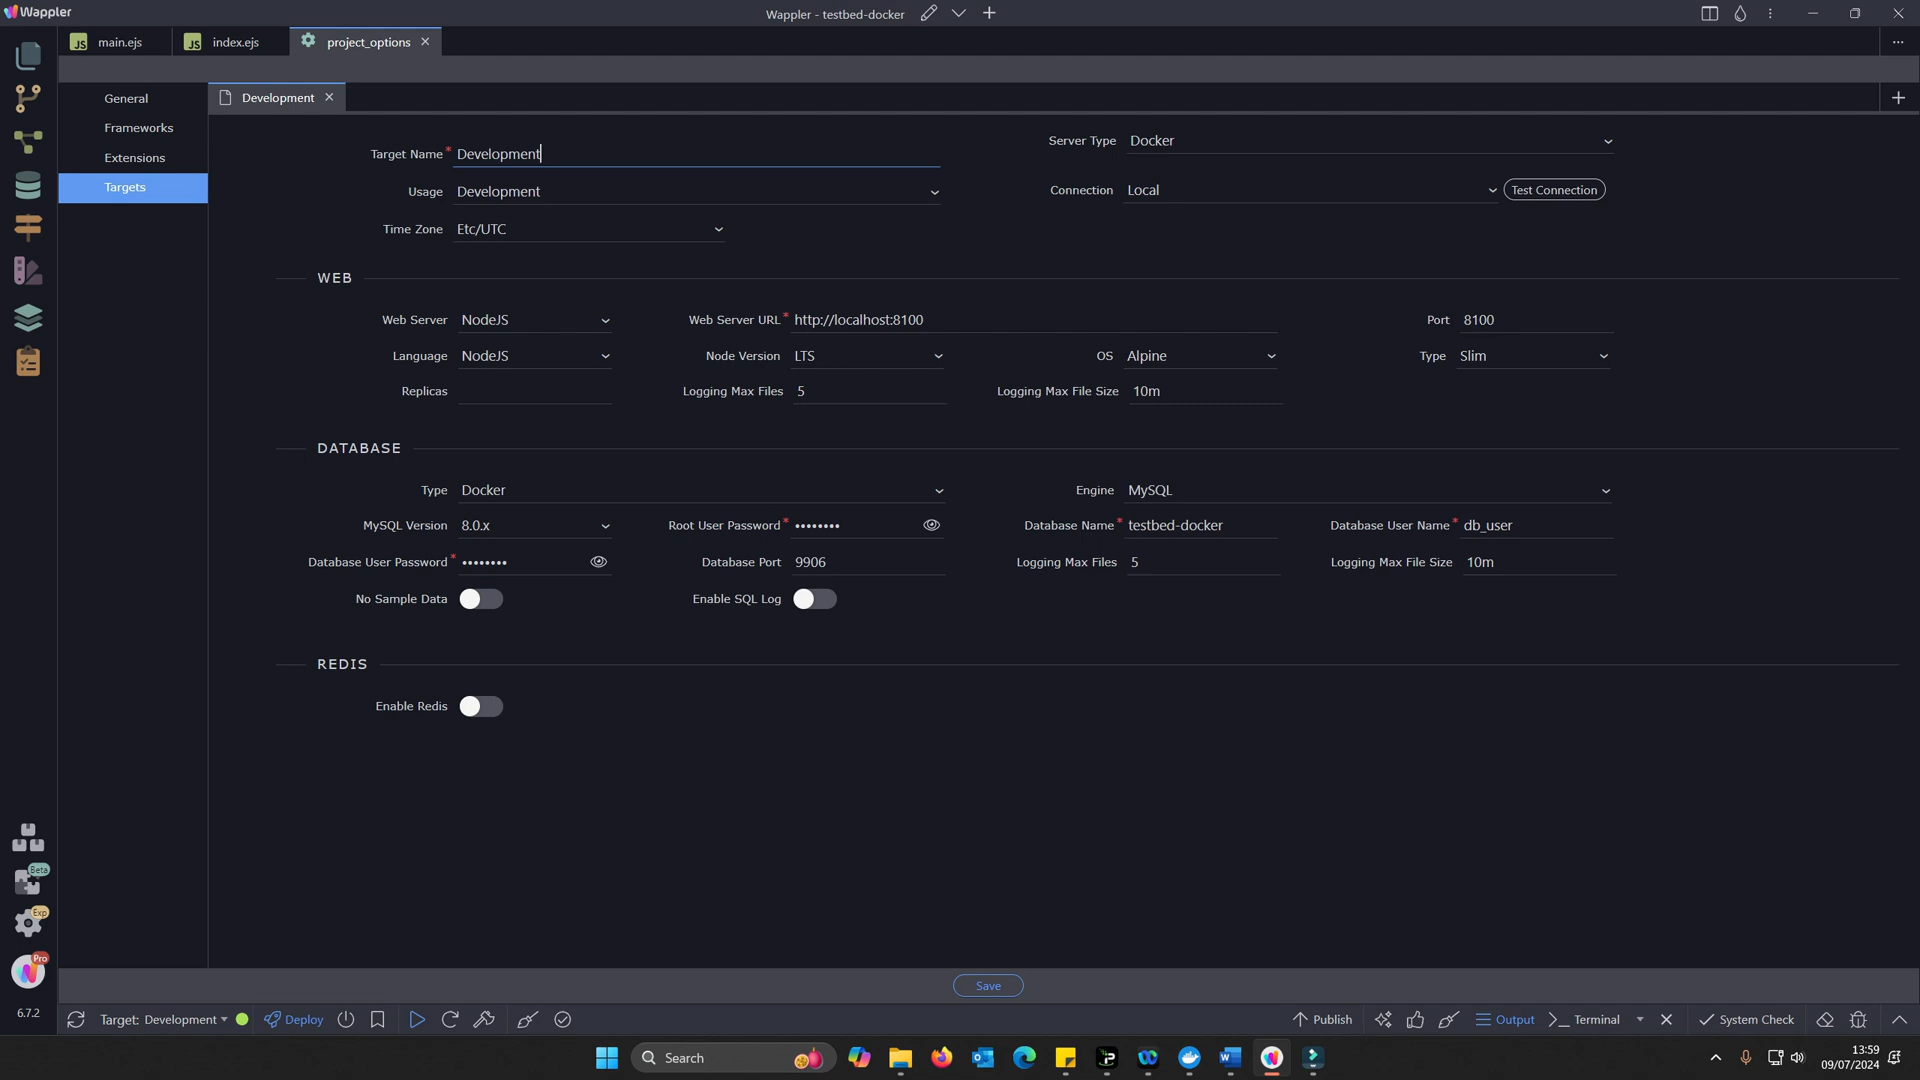 Wappler
Wappler - testbed-docker
main.ejs
index.ejs
project_options
General
Frameworks
Extensions
Targets
Development
Target Name * Development
Server Type Docker
Usage Development
Connection Local
Test Connection
Time Zone Etc/UTC
WEB
Web Server NodeJS
Web Server URL * http://localhost:8100
Port 8100
Language NodeJS
Node Version LTS
OS Alpine
Type Slim
Replicas
Logging Max Files 5
Logging Max File Size 10m
DATABASE
Type Docker
Engine MySQL
MySQL Version 8.0.x
Root User Password * ••••••••
Database Name * testbed-docker
Database User Name * db_user
Database User Password * ••••••••
Database Port 9906
Logging Max Files 5
Logging Max File Size 10m
No Sample Data
Enable SQL Log
REDIS
Enable Redis
Beta
Exp
Pro
6.7.2
Save
Target: Development
Deploy
Publish
Output
Terminal
System Check
Search
13:59
09/07/2024